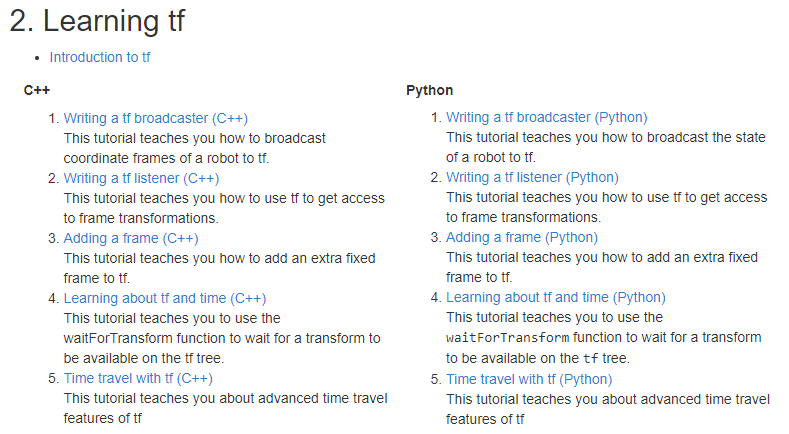 2. Learning tf
• Introduction to tf
C++
1. Writing a tf broadcaster (C++)
This tutorial teaches you how to broadcast
coordinate frames of a robot to tf.
2. Writing a tf listener (C++)
This tutorial teaches you how to use tf to get access
to frame transformations.
3. Adding a frame (C++)
This tutorial teaches you how to add an extra fixed
frame to tf.
4. Learning about tf and time (C++)
This tutorial teaches you to use the
waitForTransform function to wait for a transform to
be available on the tf tree.
5. Time travel with tf (C++)
This tutorial teaches you about advanced time travel
features of tf
Python
1. Writing a tf broadcaster (Python)
This tutorial teaches you how to broadcast the state
of a robot to tf.
2. Writing a tf listener (Python)
This tutorial teaches you how to use tf to get access
to frame transformations.
3. Adding a frame (Python)
This tutorial teaches you how to add an extra fixed
frame to tf.
4. Learning about tf and time (Python)
This tutorial teaches you to use the
waitForTransform function to wait for a transform
to be available on the tf tree.
5. Time travel with tf (Python)
This tutorial teaches you about advanced time travel
features of tf